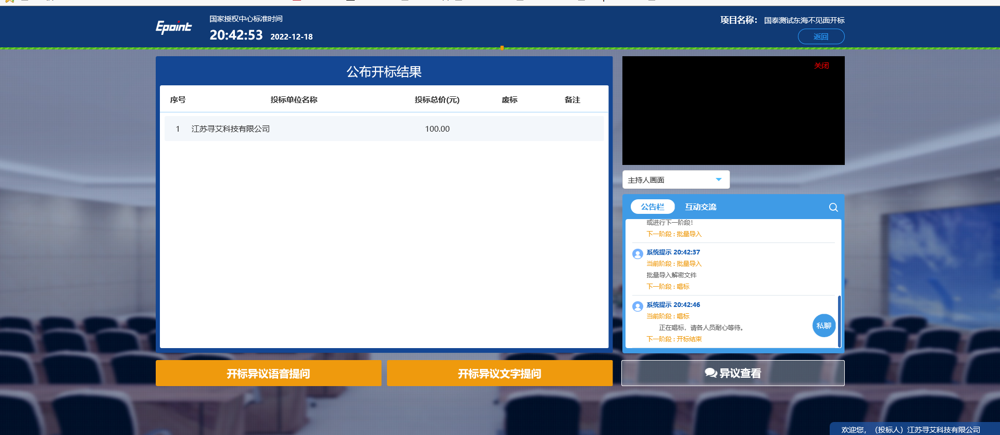 Epoint
国家授权中心标准时间
20:42:53 2022-12-18
项目名称： 国泰测试东海不见面开标
返回
公布开标结果
序号 投标单位名称 投标总价(元) 废标 备注
1 江苏寻艾科技有限公司 100.00
关闭
主持人画面
公告栏 互动交流
或进行下一阶段!
下一阶段 : 批量导入
系统提示 20:42:37
当前阶段 : 批量导入
批量导入解密文件
下一阶段 : 唱标
系统提示 20:42:46
当前阶段 : 唱标
正在唱标，请各人员耐心等待。
下一阶段 : 开标结束
私聊
开标异议语音提问 开标异议文字提问 异议查看
欢迎您，（投标人）江苏寻艾科技有限公司